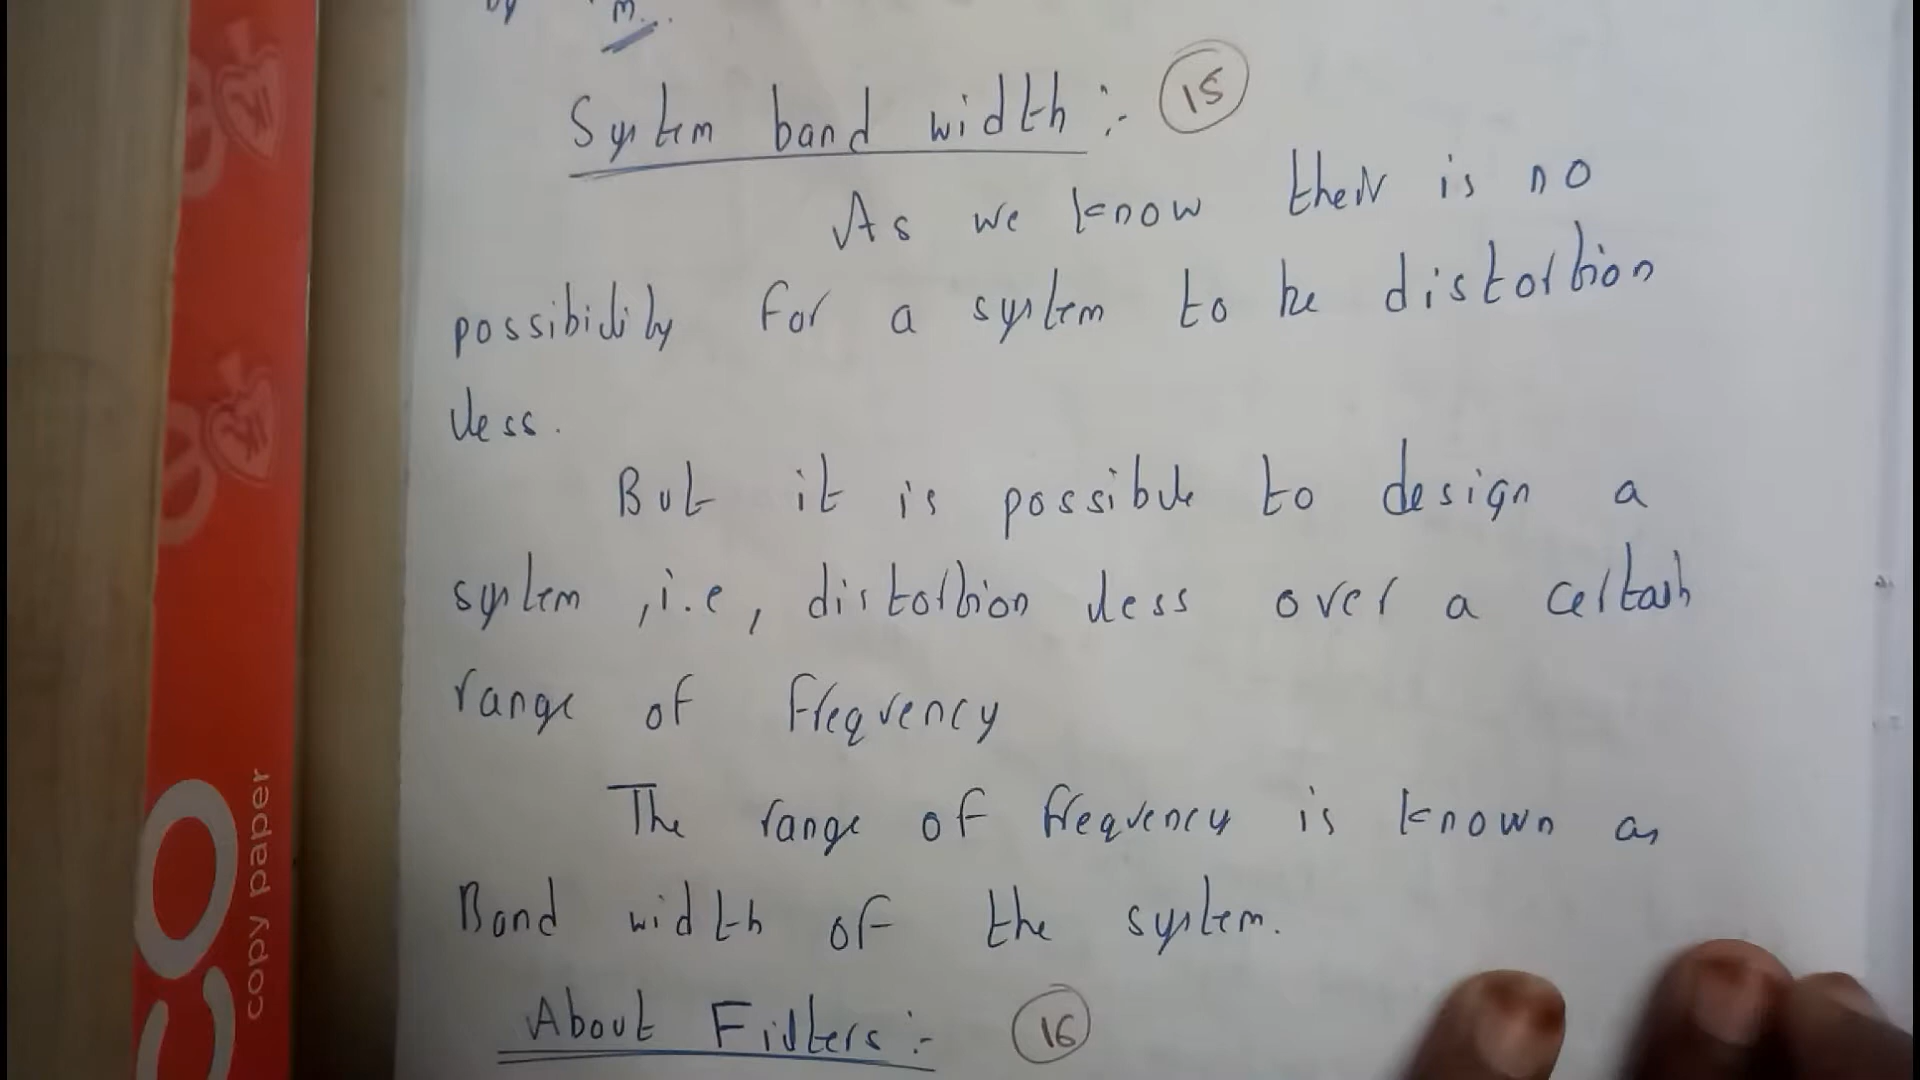 by m..
System band width :- 15
As we know there is no
possibility for a system to be distortion
less.
But it is possible to design a
system , i.e , distortion less over a certain
range of frequency
The range of frequency is known as
Band width of the system.
About Filters :- 16
copy paper